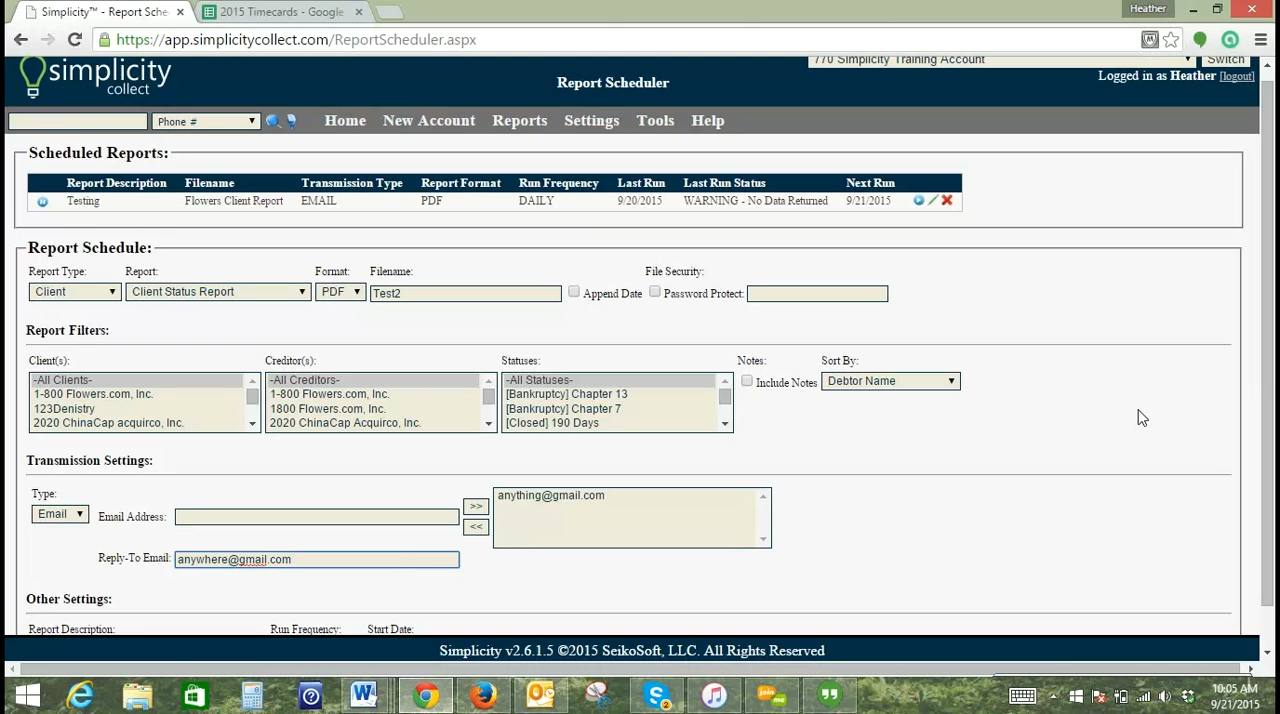 Simplicity™ - Report Sche
2015 Timecards - Google
Heather
https://app.simplicitycollect.com/ReportScheduler.aspx
simplicity
collect
Report Scheduler
770 Simplicity Training Account
Switch
Logged in as Heather [logout]
Phone #
Home New Account Reports Settings Tools Help
Scheduled Reports:
Report Description Filename Transmission Type Report Format Run Frequency Last Run Last Run Status Next Run
Testing Flowers Client Report EMAIL PDF DAILY 9/20/2015 WARNING - No Data Returned 9/21/2015
Report Schedule:
Report Type: Report: Format: Filename: File Security:
Client Client Status Report PDF Test2 Append Date Password Protect:
Report Filters:
Client(s): Creditor(s): Statuses: Notes: Sort By:
-All Clients- -All Creditors- -All Statuses- Include Notes Debtor Name
1-800 Flowers.com, Inc. 1-800 Flowers.com, Inc. [Bankruptcy] Chapter 13
123Denistry 1800 Flowers.com, Inc. [Bankruptcy] Chapter 7
2020 ChinaCap acquirco, Inc. 2020 ChinaCap Acquirco, Inc. [Closed] 190 Days
Transmission Settings:
Type:
Email Email Address: >> anything@gmail.com
<<
Reply-To Email: anywhere@gmail.com
Other Settings:
Report Description: Run Frequency: Start Date:
Simplicity v2.6.1.5 ©2015 SeikoSoft, LLC. All Rights Reserved
10:05 AM
9/21/2015